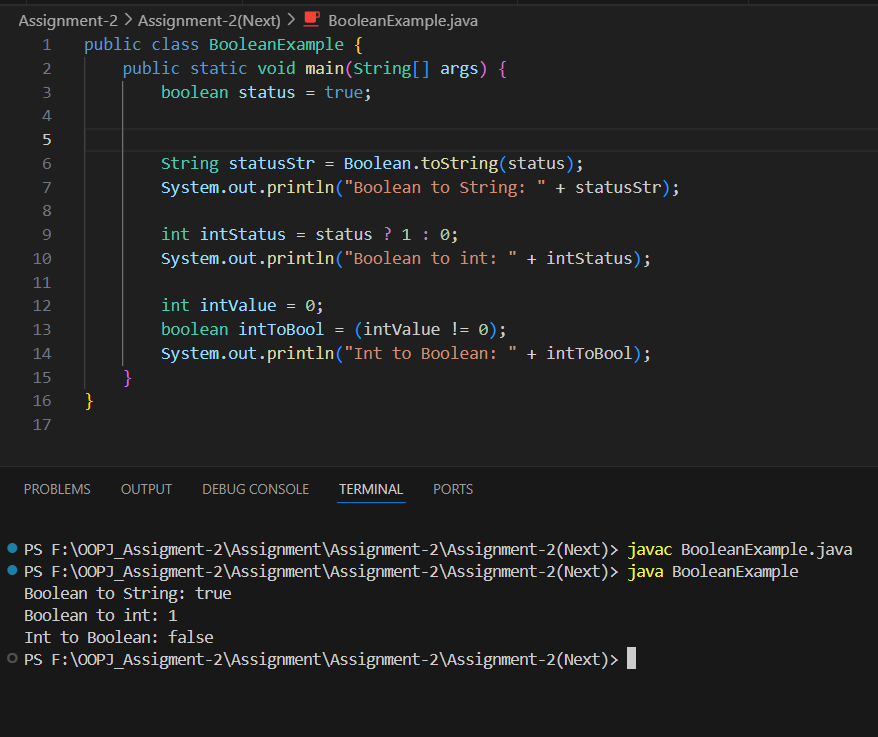 Assignment-2 > Assignment-2(Next) > BooleanExample.java
1 public class BooleanExample {
2     public static void main(String[] args) {
3         boolean status = true;
4
5
6         String statusStr = Boolean.toString(status);
7         System.out.println("Boolean to String: " + statusStr);
8
9         int intStatus = status ? 1 : 0;
10         System.out.println("Boolean to int: " + intStatus);
11
12         int intValue = 0;
13         boolean intToBool = (intValue != 0);
14         System.out.println("Int to Boolean: " + intToBool);
15     }
16 }
17
PROBLEMS OUTPUT DEBUG CONSOLE TERMINAL PORTS
PS F:\OOPJ_Assigment-2\Assignment\Assignment-2\Assignment-2(Next)> javac BooleanExample.java
PS F:\OOPJ_Assigment-2\Assignment\Assignment-2\Assignment-2(Next)> java BooleanExample
Boolean to String: true
Boolean to int: 1
Int to Boolean: false
PS F:\OOPJ_Assigment-2\Assignment\Assignment-2\Assignment-2(Next)>